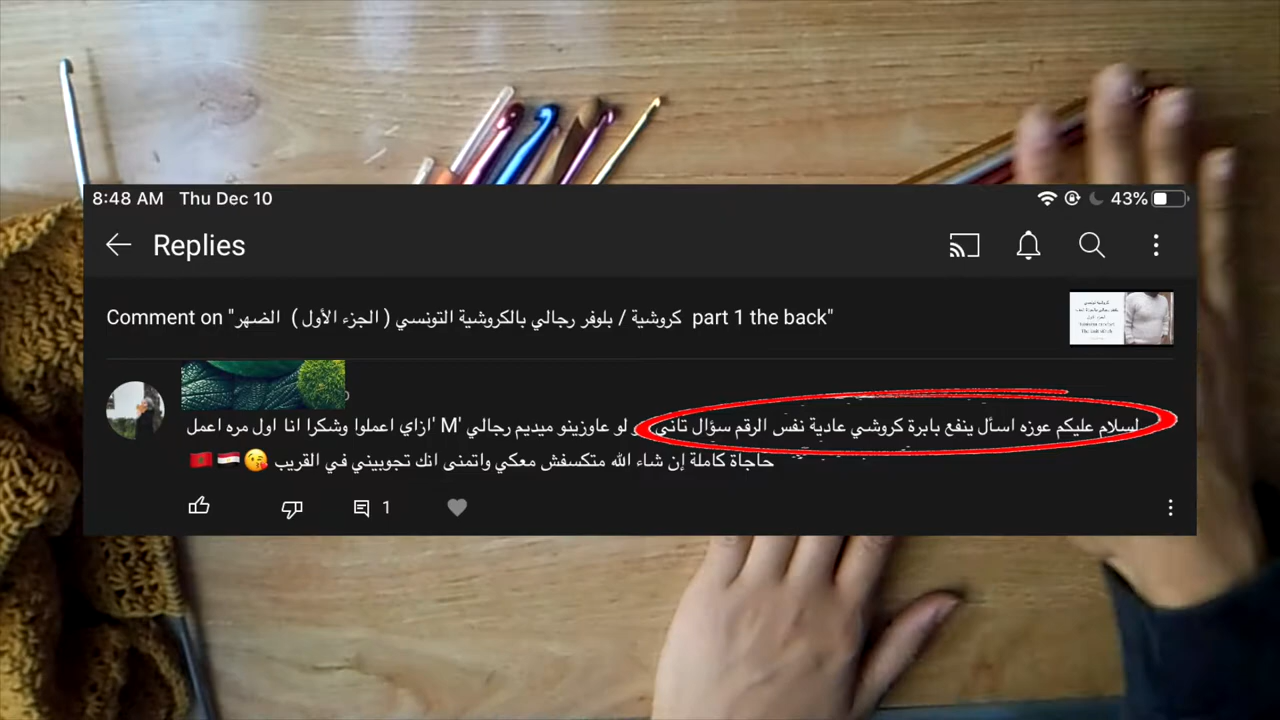 8:48 AM Thu Dec 10 43%
Replies
Comment on "كروشية / بلوفر رجالي بالكروشية التونسي ( الجزء الأول ) الضهر part 1 the back"
لسلام عليكم عوزه اسأل ينفع بابرة كروشي عادية نفس الرقم سؤال تاني لو عاوزينو ميديم رجالي 'M' ازاي اعملوا وشكرا انا اول مره اعمل
حاجاة كاملة إن شاء الله متكسفش معكي واتمنى انك تجوبيني في القريب
1